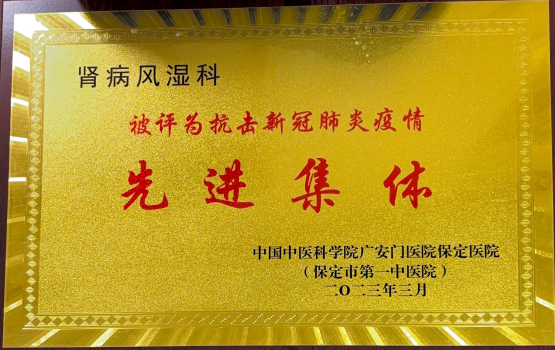 肾病风湿科
被评为抗击新冠肺炎疫情
先进集体
中国中医科学院广安门医院保定医院
（保定市第一中医院）
二O二三年三月